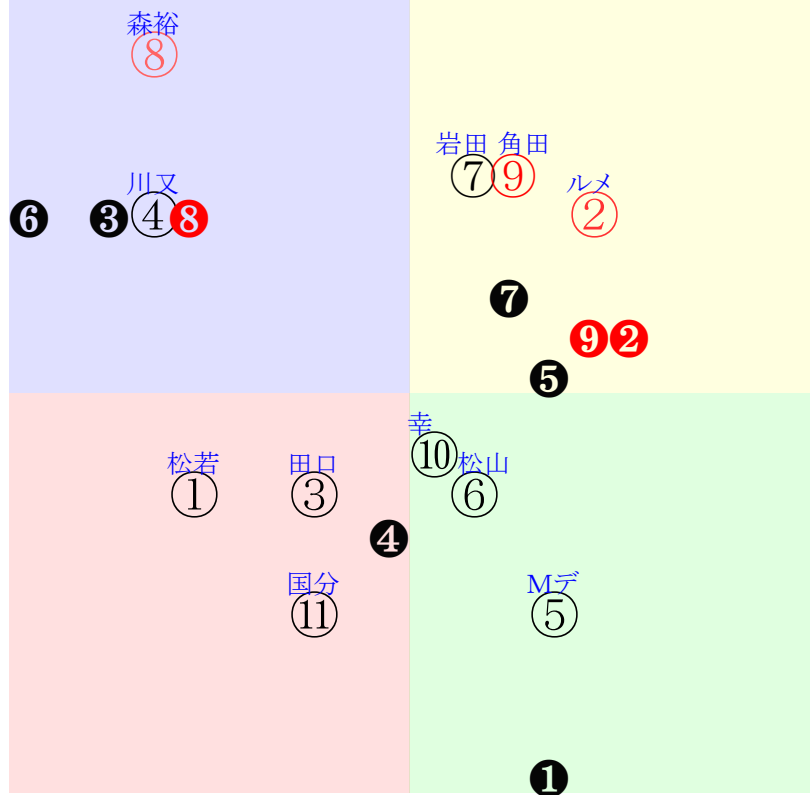 森裕
⑧
岩田 角田
⑦⑨
川又
ルメ
❻ ❸④❽
②
❼
❾❷
❺
幸
⑩
松若 田口 松山
① ③ ⑥
❹
国分 Mデ
⑪ ⑤
❶